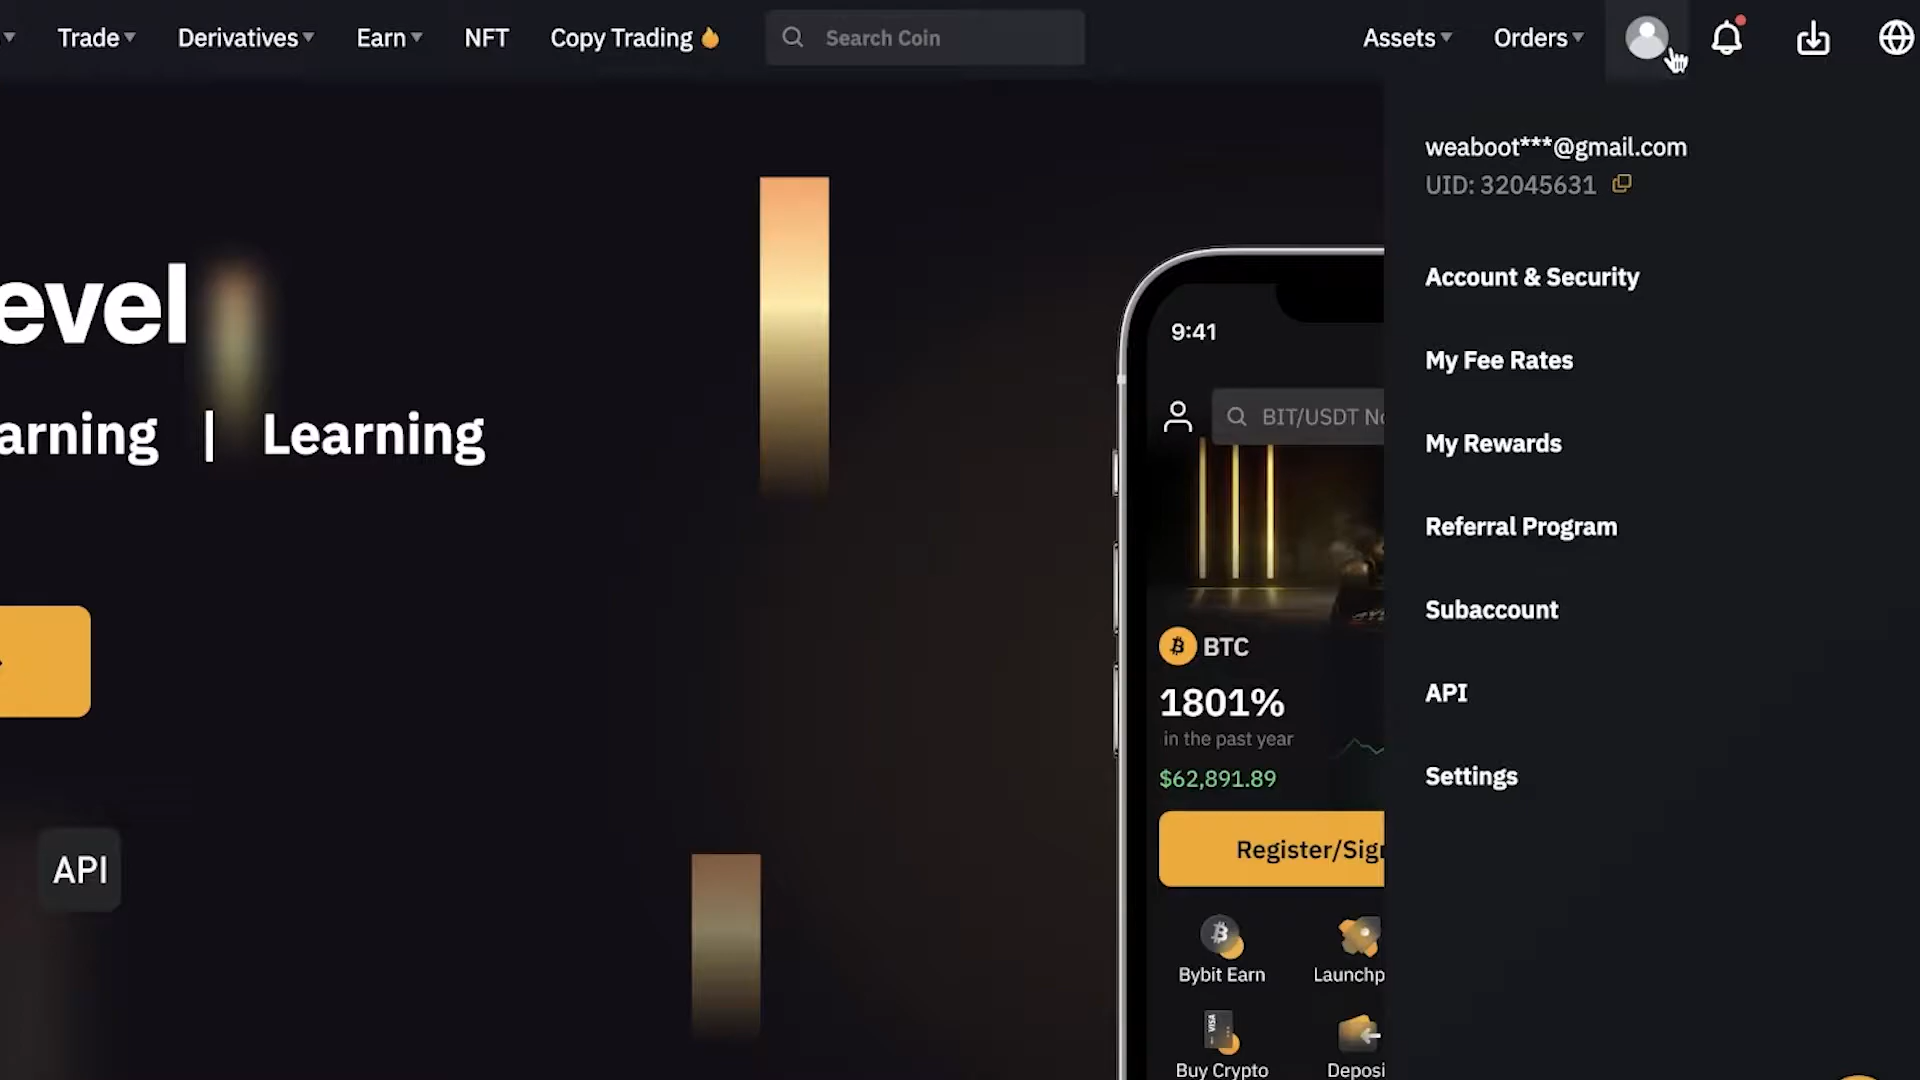 Trade
Derivatives
Earn
NFT
Copy Trading
Search Coin
Assets
Orders
weaboot***@gmail.com
UID: 32045631
Account & Security
My Fee Rates
My Rewards
Referral Program
Subaccount
API
Settings
evel
arning | Learning
API
9:41
BIT/USDT
BTC
1801%
in the past year
$62,891.89
Register/Sign
Bybit Earn
Launchp
VISA
Buy Crypto
Deposi